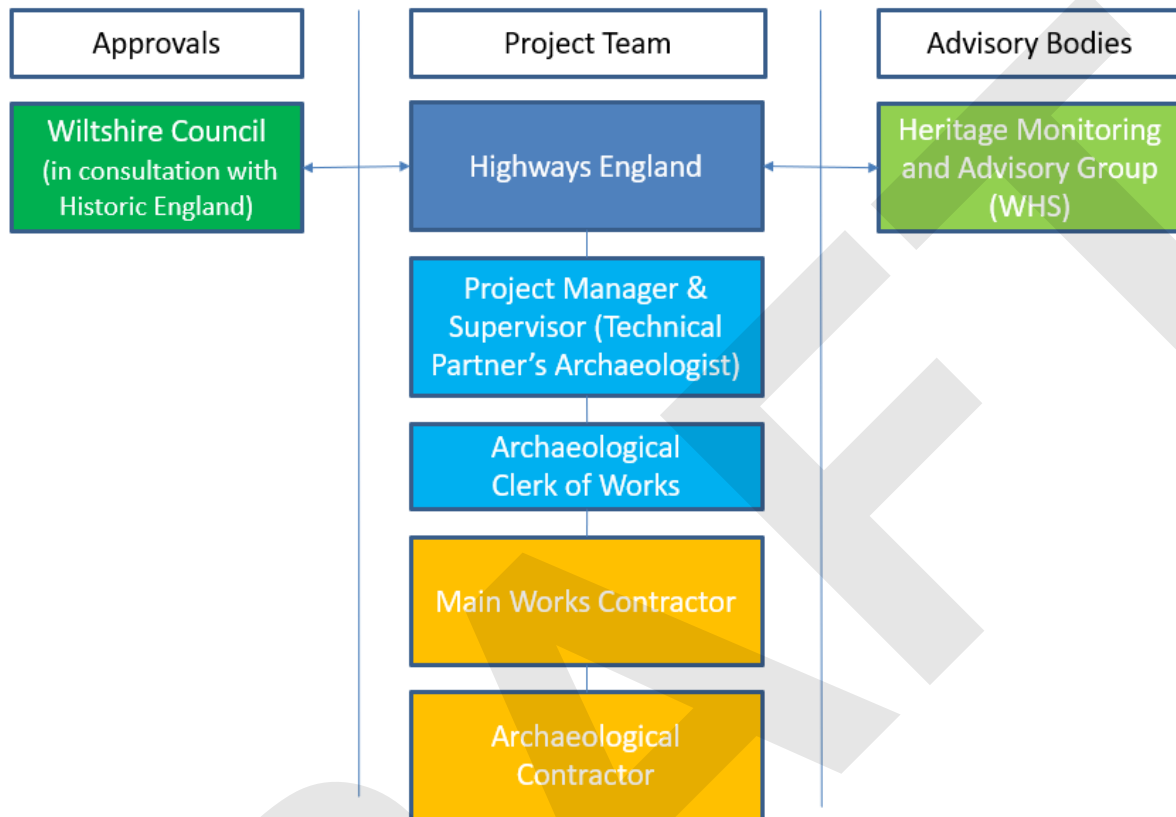 Approvals
Project Team
Advisory Bodies
Wiltshire Council
(in consultation with
Historic England)
Highways England
Heritage Monitoring
and Advisory Group
(WHS)
Project Manager &
Supervisor (Technical
Partner’s Archaeologist)
Archaeological
Clerk of Works
Main Works Contractor
Archaeological
Contractor